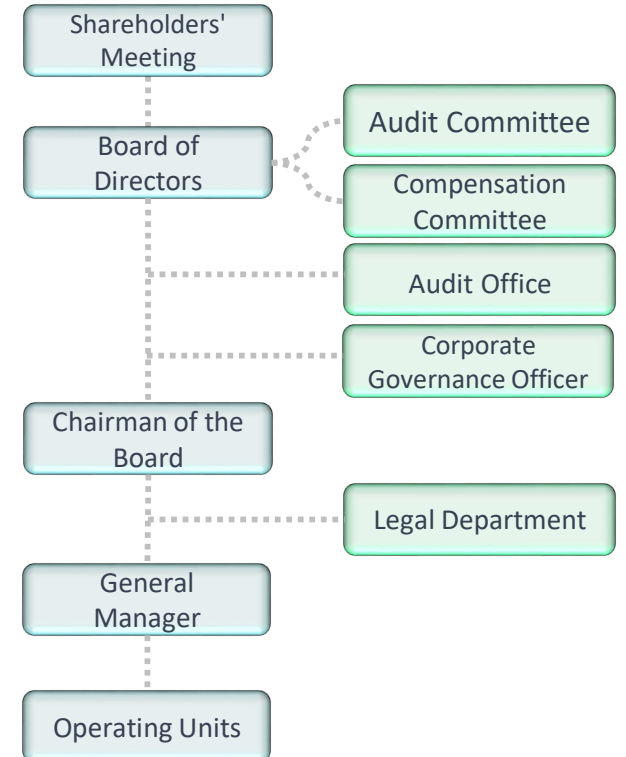 Shareholders'
Meeting
Board of
Directors
Audit Committee
Compensation
Committee
Audit Office
Corporate
Governance Officer
Chairman of the
Board
Legal Department
General
Manager
Operating Units